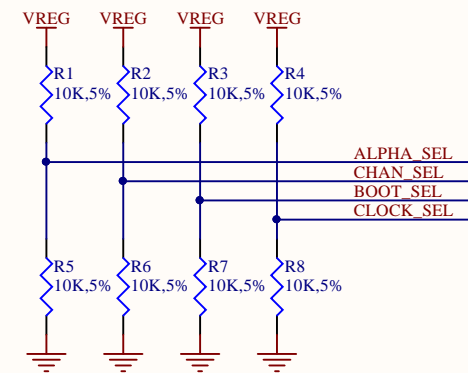 VREG VREG VREG VREG
R1 R2 R3 R4
10K,5% 10K,5% 10K,5% 10K,5%
ALPHA_SEL
CHAN_SEL
BOOT_SEL
CLOCK_SEL
R5 R6 R7 R8
10K,5% 10K,5% 10K,5% 10K,5%